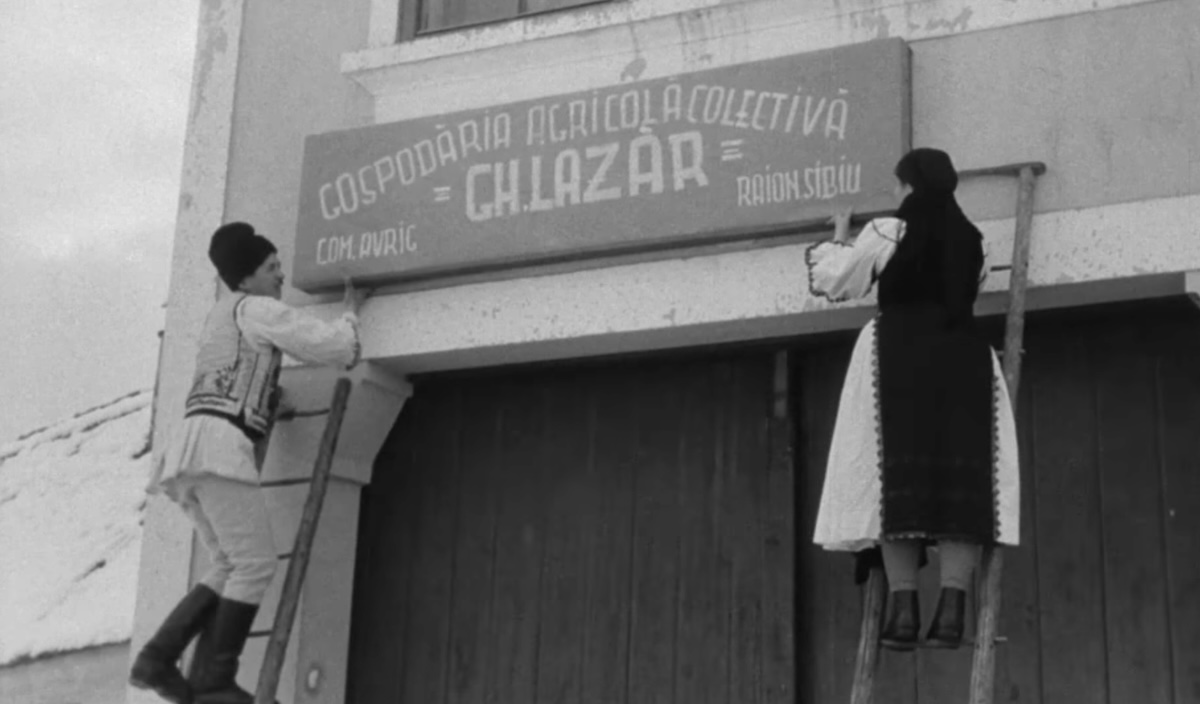 GOSPODĂRIA AGRICOLĂ COLECTIVĂ
= GH. LAZĂR =
COM. AVRIG
RAION. SIBIU